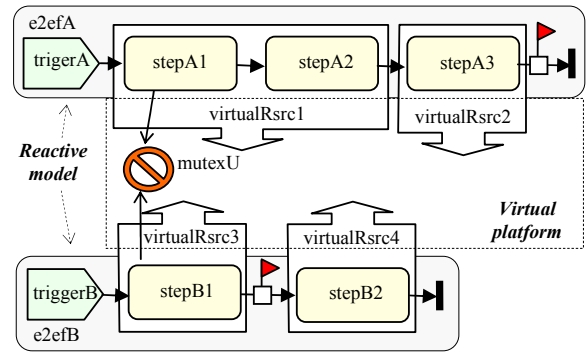 e2efA
trigerA
stepA1
stepA2
stepA3
virtualRsrc1
virtualRsrc2
Reactive
model
mutexU
Virtual
platform
virtualRsrc3
virtualRsrc4
triggerB
stepB1
stepB2
e2efB